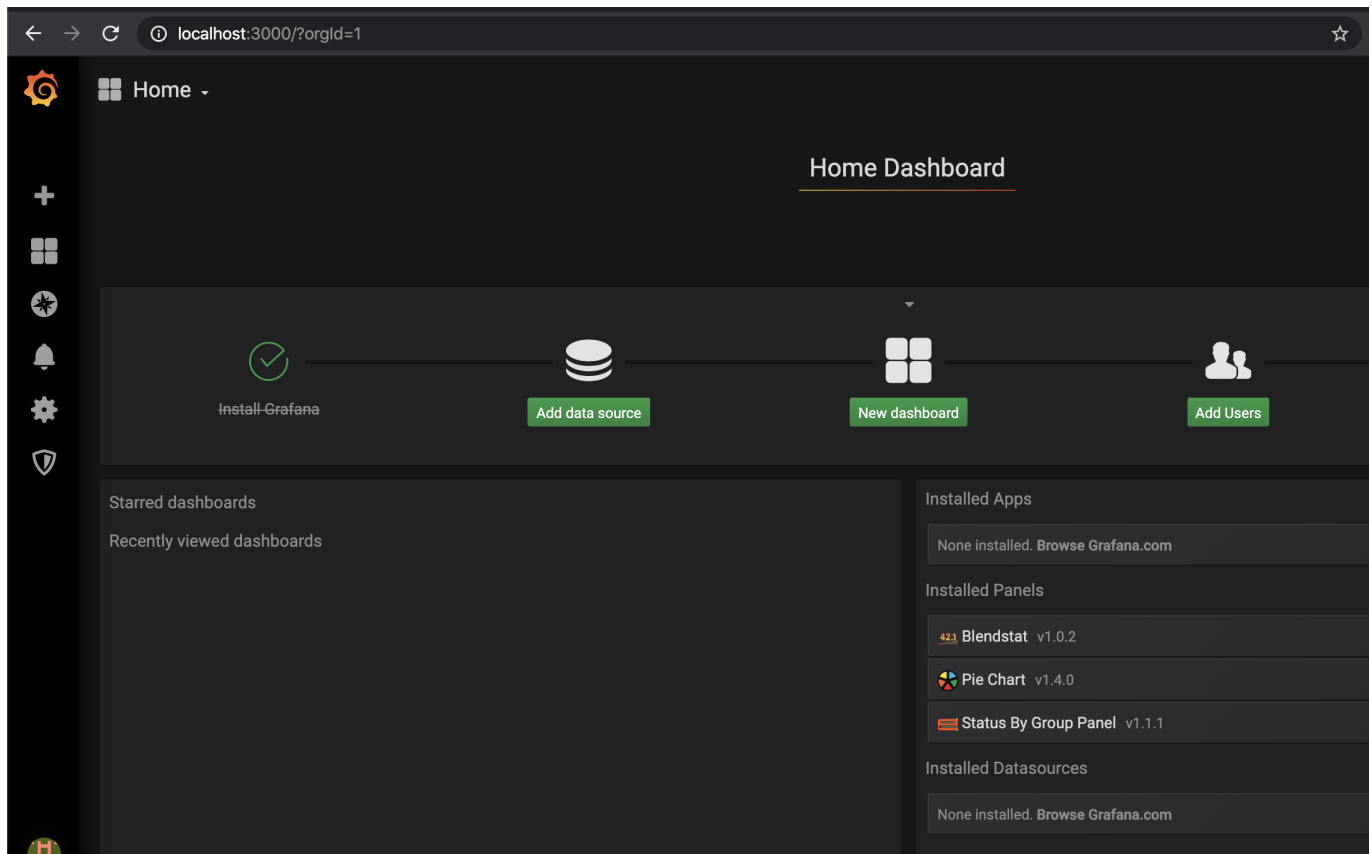 localhost:3000/?orgId=1
Home
Home Dashboard
Install Grafana
Add data source
New dashboard
Add Users
Starred dashboards
Recently viewed dashboards
Installed Apps
None installed. Browse Grafana.com
Installed Panels
42.1 Blendstat v1.0.2
Pie Chart v1.4.0
Status By Group Panel v1.1.1
Installed Datasources
None installed. Browse Grafana.com